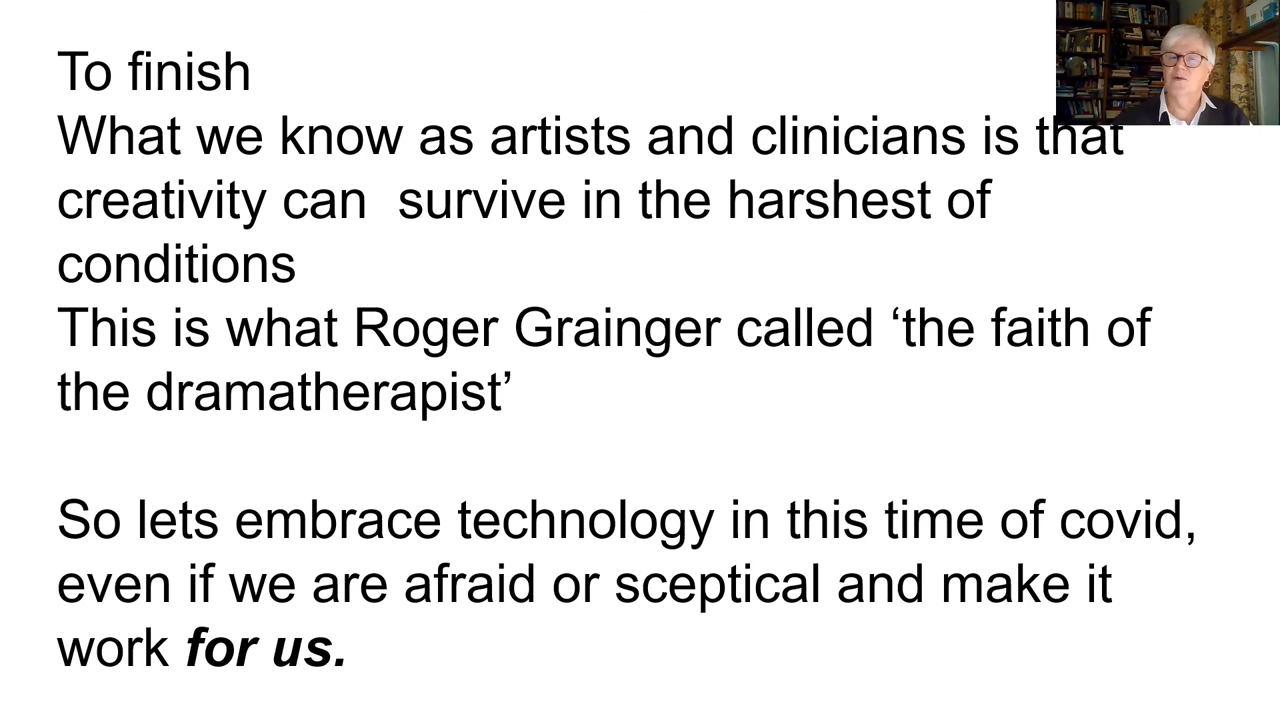 To finish
What we know as artists and clinicians is that
creativity can  survive in the harshest of
conditions
This is what Roger Grainger called ‘the faith of
the dramatherapist’
So lets embrace technology in this time of covid,
even if we are afraid or sceptical and make it
work for us.